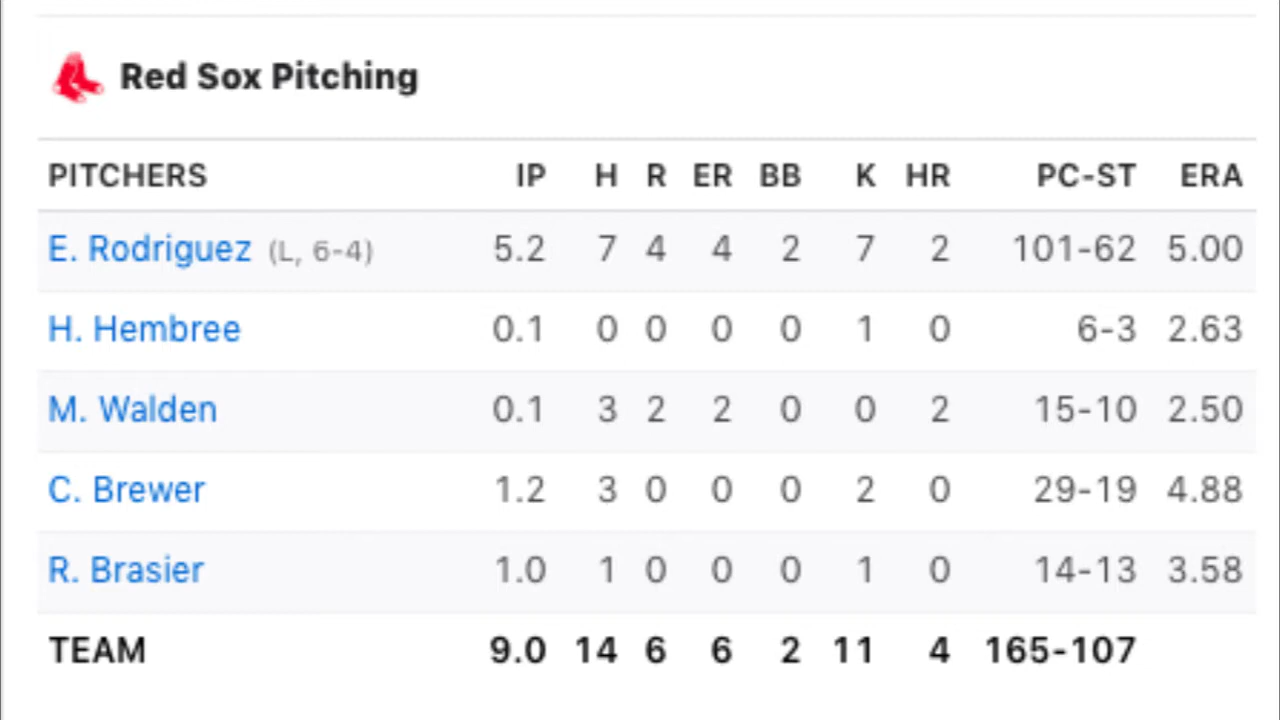 Red Sox Pitching
PITCHERS IP H R ER BB K HR PC-ST ERA
E. Rodriguez (L, 6-4) 5.2 7 4 4 2 7 2 101-62 5.00
H. Hembree 0.1 0 0 0 0 1 0 6-3 2.63
M. Walden 0.1 3 2 2 0 0 2 15-10 2.50
C. Brewer 1.2 3 0 0 0 2 0 29-19 4.88
R. Brasier 1.0 1 0 0 0 1 0 14-13 3.58
TEAM 9.0 14 6 6 2 11 4 165-107